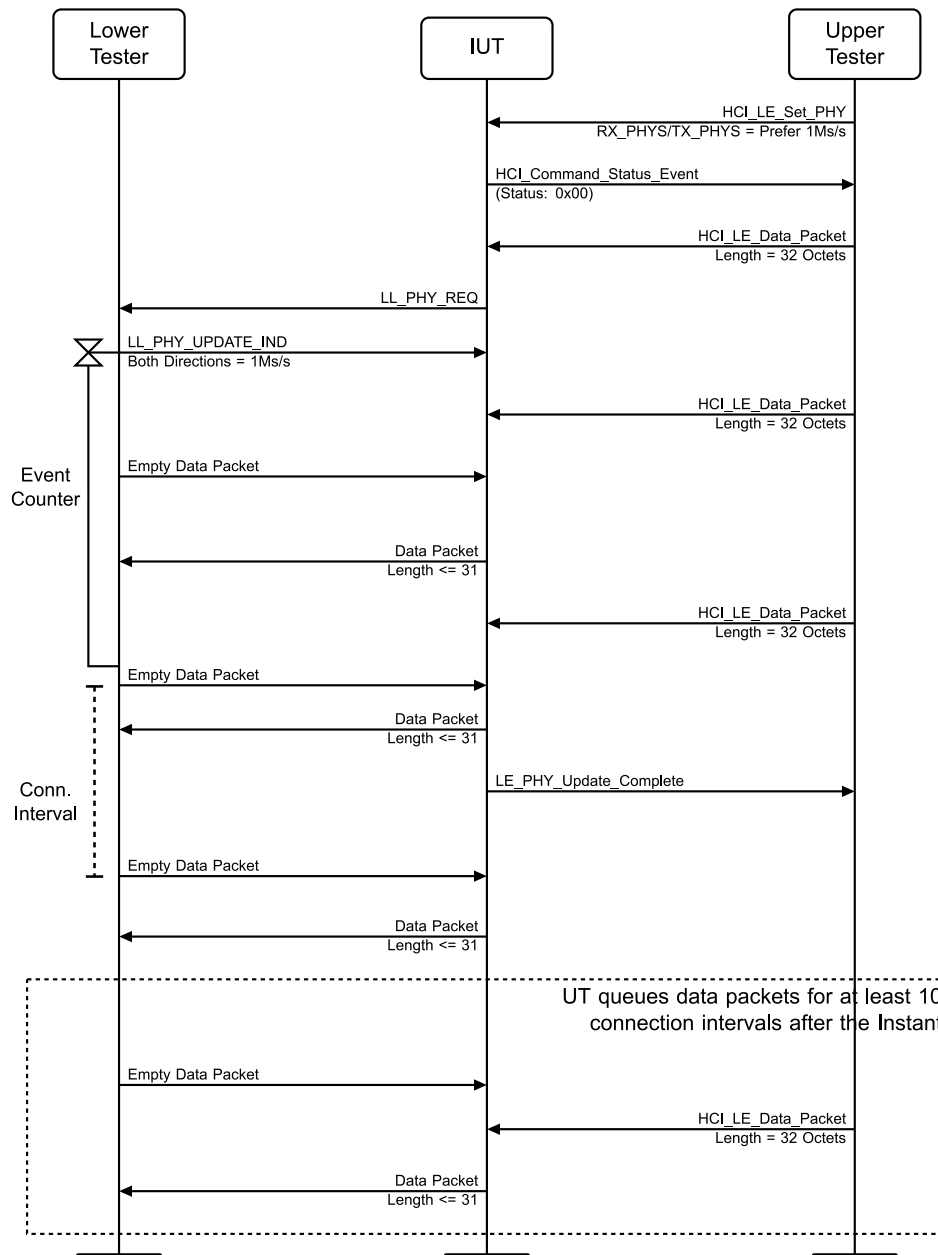 Lower
Tester
IUT
Upper
Tester
HCI_LE_Set_PHY
RX_PHYS/TX_PHYS = Prefer 1Ms/s
HCI_Command_Status_Event
(Status: 0x00)
HCI_LE_Data_Packet
Length = 32 Octets
LL_PHY_REQ
LL_PHY_UPDATE_IND
Both Directions = 1Ms/s
HCI_LE_Data_Packet
Length = 32 Octets
Event
Counter
Empty Data Packet
Data Packet
Length <= 31
HCI_LE_Data_Packet
Length = 32 Octets
Empty Data Packet
Data Packet
Length <= 31
Conn.
Interval
LE_PHY_Update_Complete
Empty Data Packet
Data Packet
Length <= 31
UT queues data packets for at least 10
connection intervals after the Instant
Empty Data Packet
HCI_LE_Data_Packet
Length = 32 Octets
Data Packet
Length <= 31